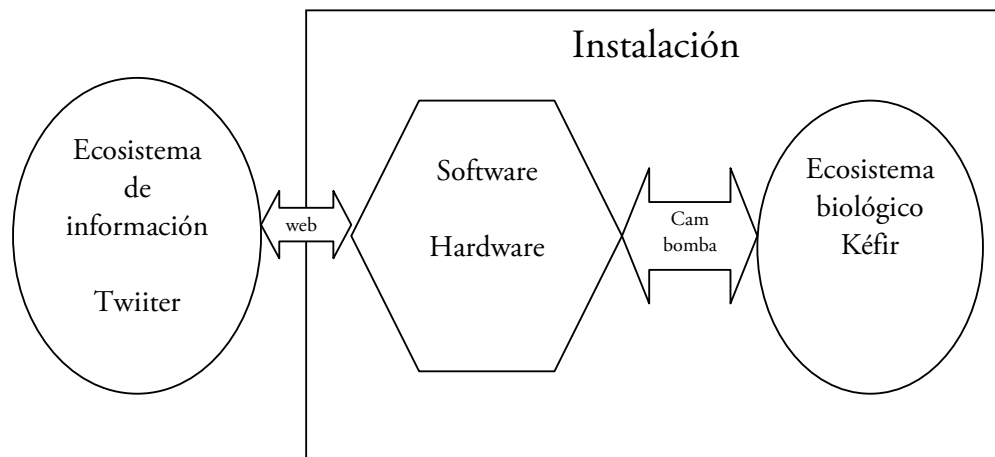 Instalación
Ecosistema
de
información
Twiiter
web
Software
Hardware
Cam
bomba
Ecosistema
biológico
Kéfir